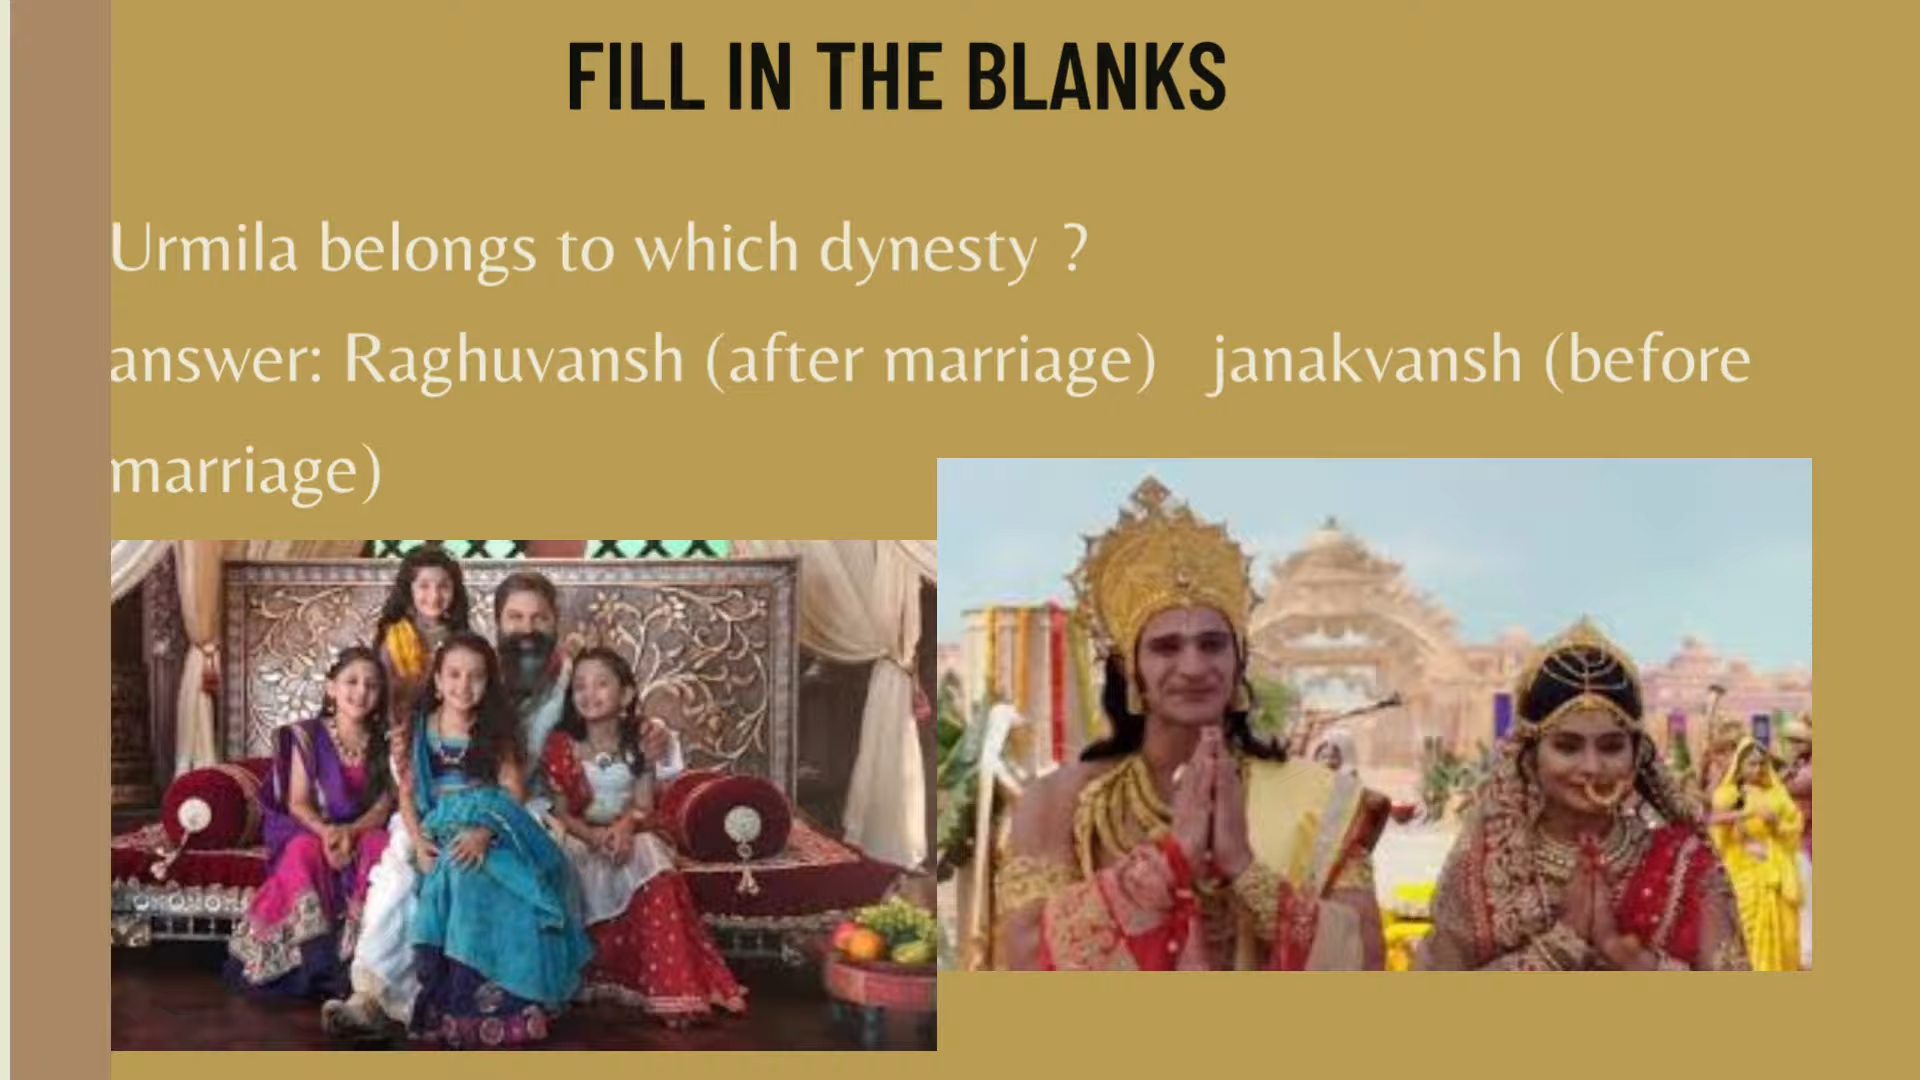 FILL IN THE BLANKS
Urmila belongs to which dynesty ?
answer: Raghuvansh (after marriage) janakvansh (before
marriage)